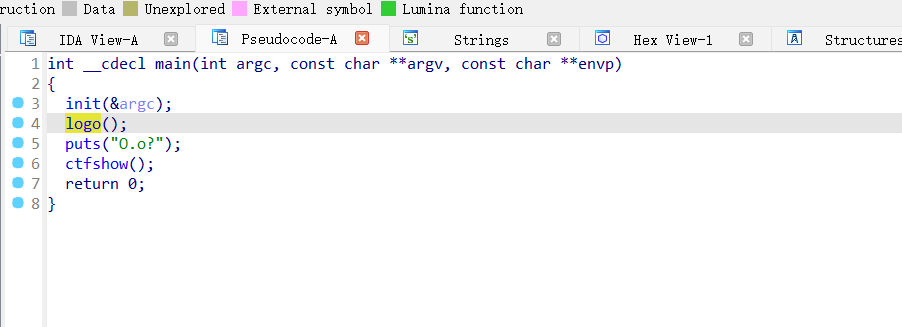 ruction Data Unexplored External symbol Lumina function
IDA View-A Pseudocode-A Strings Hex View-1 Structures
1 int __cdecl main(int argc, const char **argv, const char **envp)
2 {
3 init(&argc);
4 logo();
5 puts("O.o?");
6 ctfshow();
7 return 0;
8 }